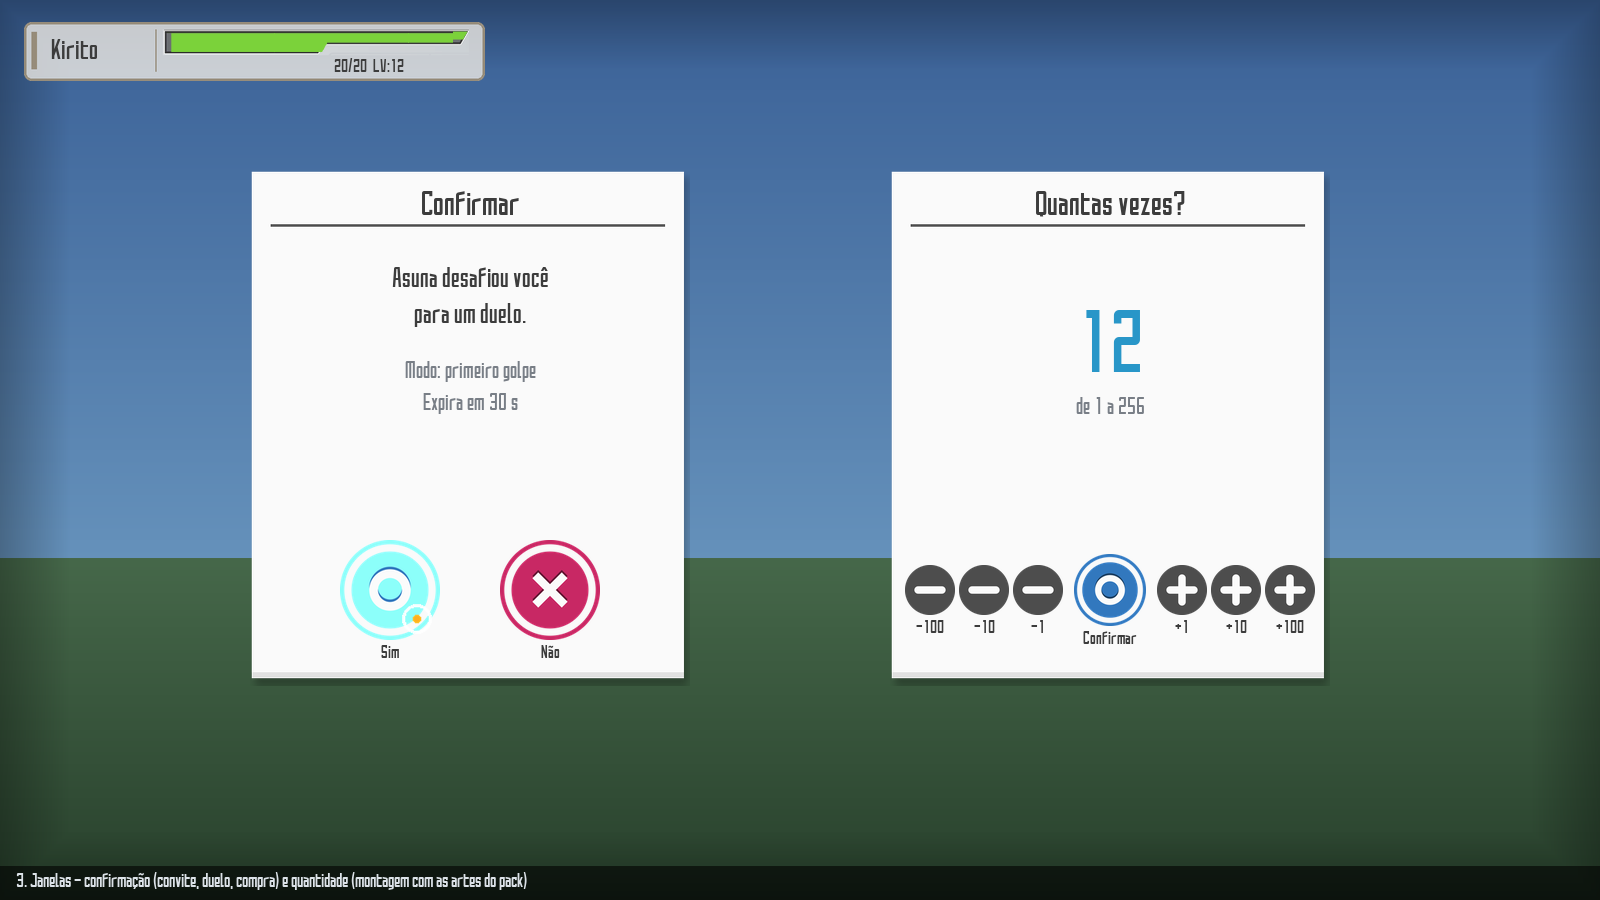 Kirito
20/20 LV:12
Confirmar
Asuna desafiou você
para um duelo.
Modo: primeiro golpe
Expira em 30 s
Sim
Não
Quantas vezes?
12
de 1 a 256
-100
-10
-1
Confirmar
+1
+10
+100
3. Janelas – confirmação (convite, duelo, compra) e quantidade (montagem com as artes do pack)